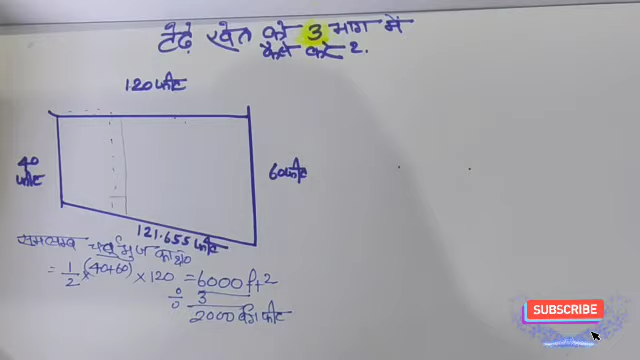 टेढ़े खेत को 3 भाग में
कैसे करे ?.
120 फीट
40
फीट
60 फीट
121.655 फीट
समलम्ब चर्तुभुज का क्षे०
= 1/2 × (40+60) × 120 = 6000 ft2
3
2000 वर्ग फीट
SUBSCRIBE